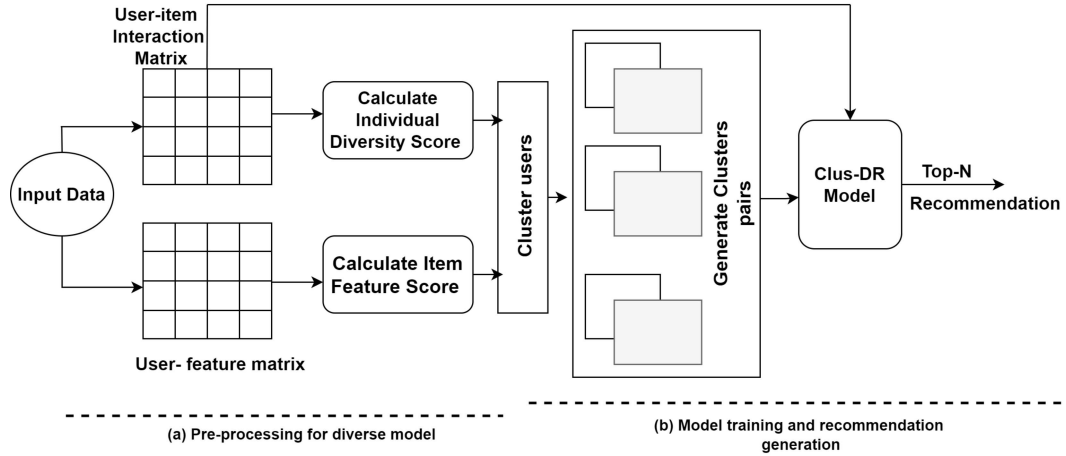 User-item
Interaction
Matrix
Input Data
Calculate
Individual
Diversity Score
Calculate Item
Feature Score
User- feature matrix
Cluster users
Generate Clusters
pairs
Clus-DR
Model
Top-N
Recommendation
(a) Pre-processing for diverse model
(b) Model training and recommendation
generation